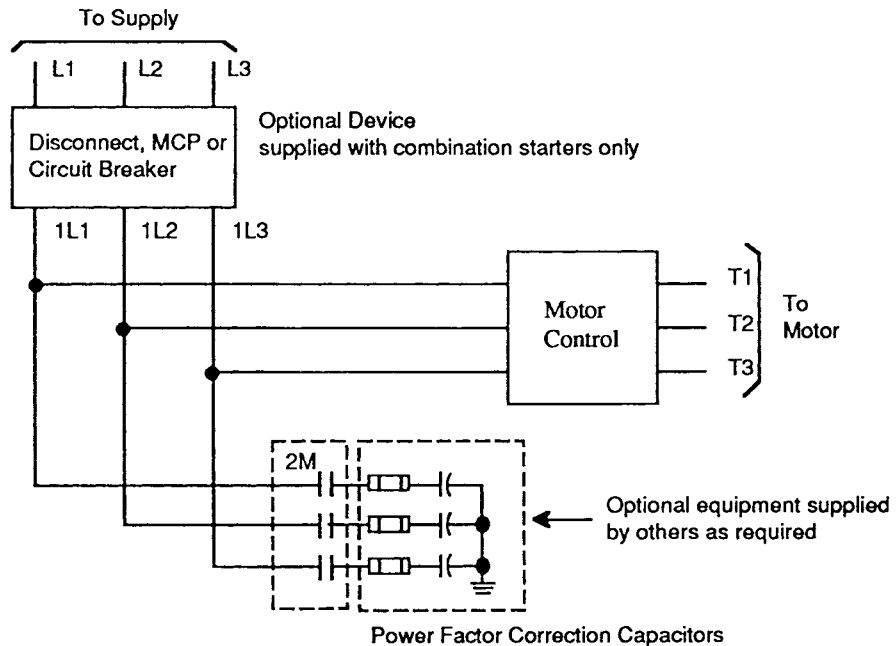 To Supply
L1 L2 L3
Disconnect, MCP or
Circuit Breaker
Optional Device
supplied with combination starters only
1L1 1L2 1L3
Motor
Control
T1
T2
T3
To
Motor
2M
Optional equipment supplied
by others as required
Power Factor Correction Capacitors